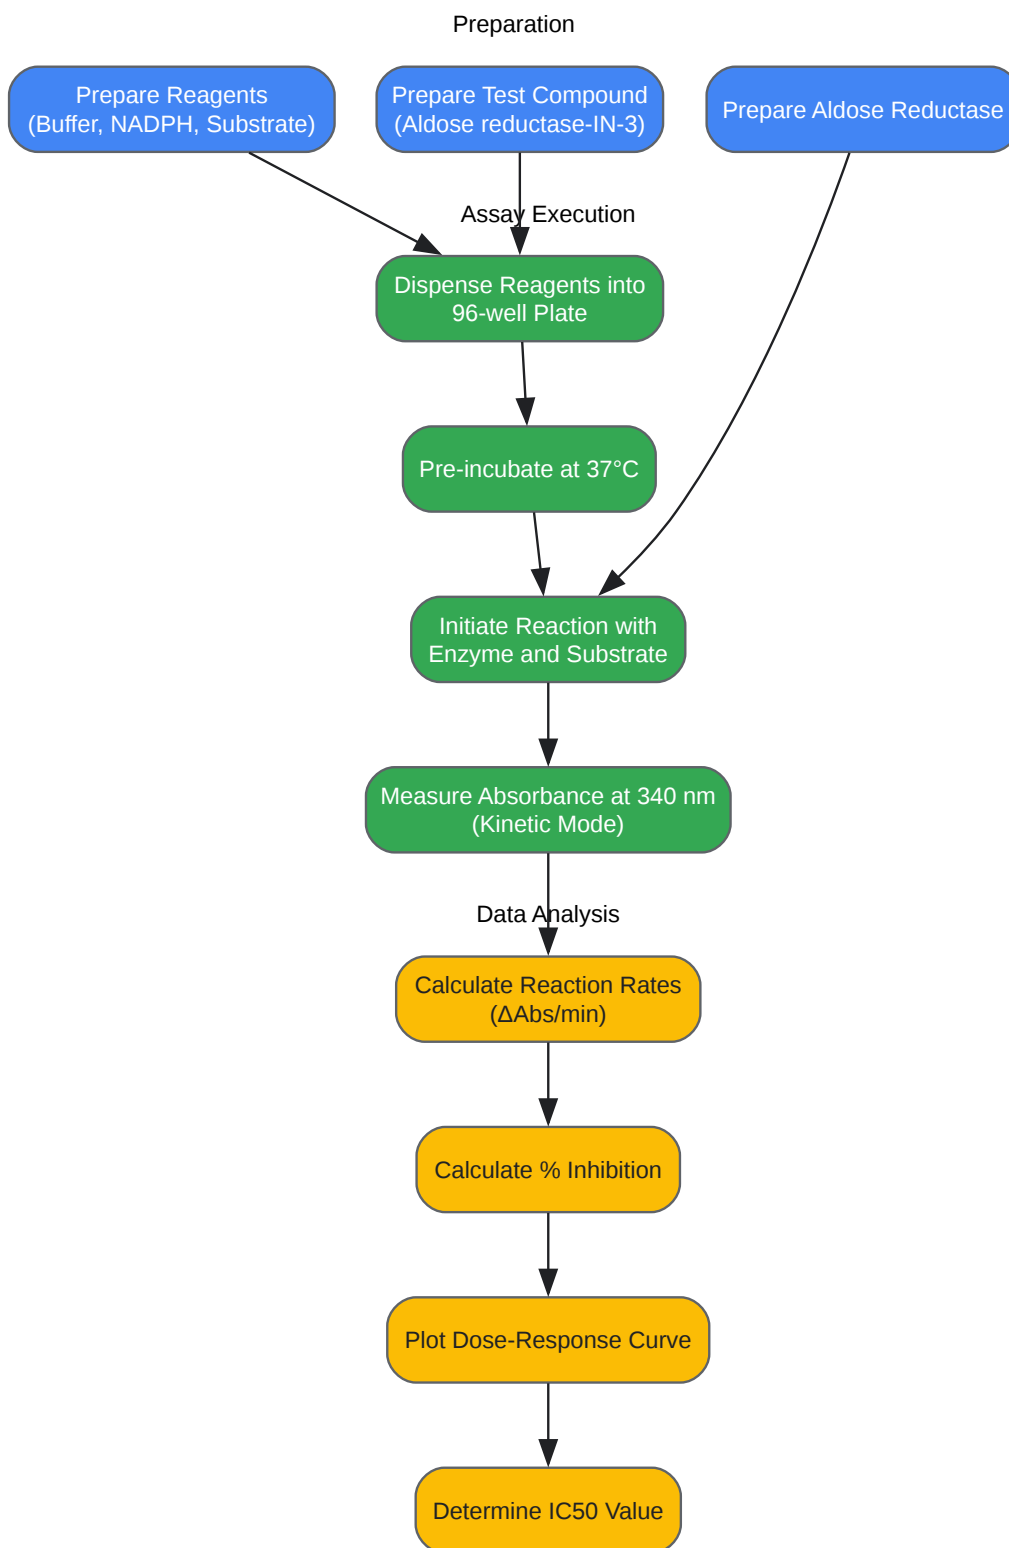 Preparation
Prepare Reagents
(Buffer, NADPH, Substrate)
Prepare Test Compound
(Aldose reductase-IN-3)
Prepare Aldose Reductase
Assay Execution
Dispense Reagents into
96-well Plate
Pre-incubate at 37°C
Initiate Reaction with
Enzyme and Substrate
Measure Absorbance at 340 nm
(Kinetic Mode)
Data Analysis
Calculate Reaction Rates
(ΔAbs/min)
Calculate % Inhibition
Plot Dose-Response Curve
Determine IC50 Value